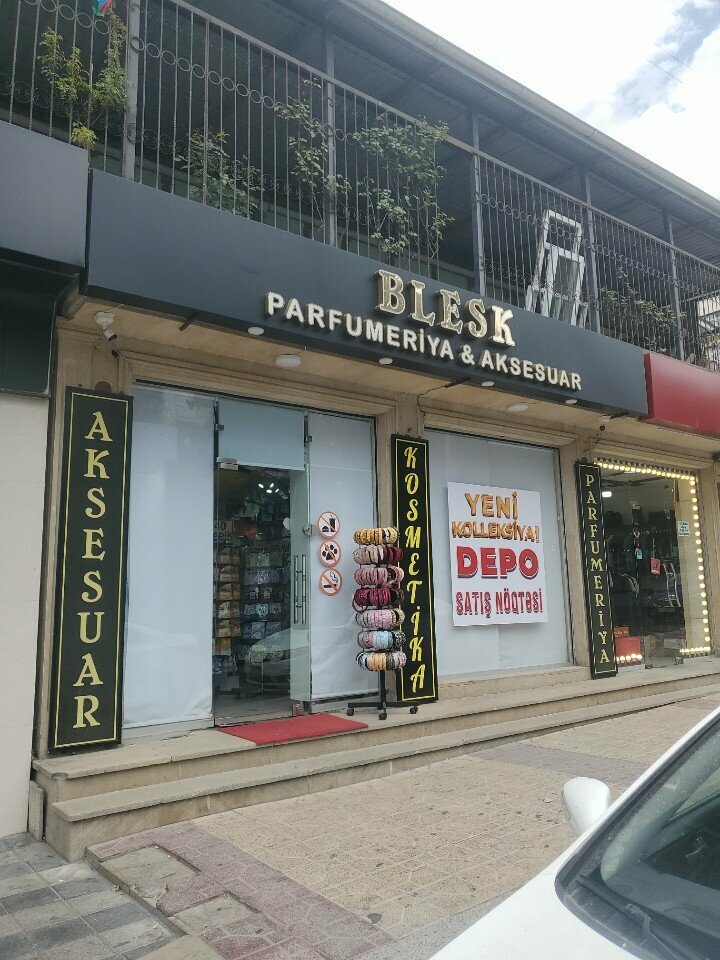 BLESK
PARFUMERİYA & AKSESUAR
AKSESUAR
KOSMETİKA
YENİ
KOLLEKSİYA!
DEPO
SATIŞ NÖQTəSİ
PARFUMERİYA